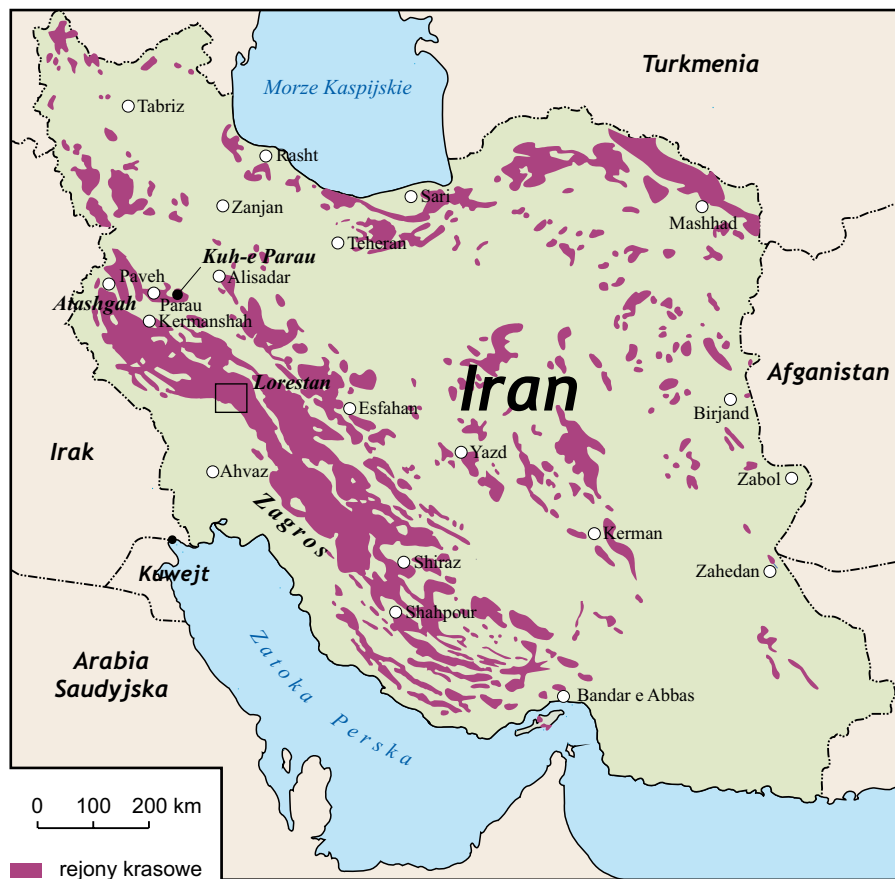 Turkmenia
Morze Kaspijskie
Tabriz
Rasht
Sari
Zanjan
Mashhad
Teheran
Kuh-e Parau
Alisadar
Paveh
Atashgah
Parau
Kermanshah
Iran
Afganistan
Lorestan
Esfahan
Birjand
Irak
Yazd
Ahvaz
Zabol
Zagros
Kerman
Shiraz
Zahedan
Kuwejt
Shahpour
Arabia
Saudyjska
Zatoka Perska
Bandar e Abbas
0 100 200 km
rejony krasowe